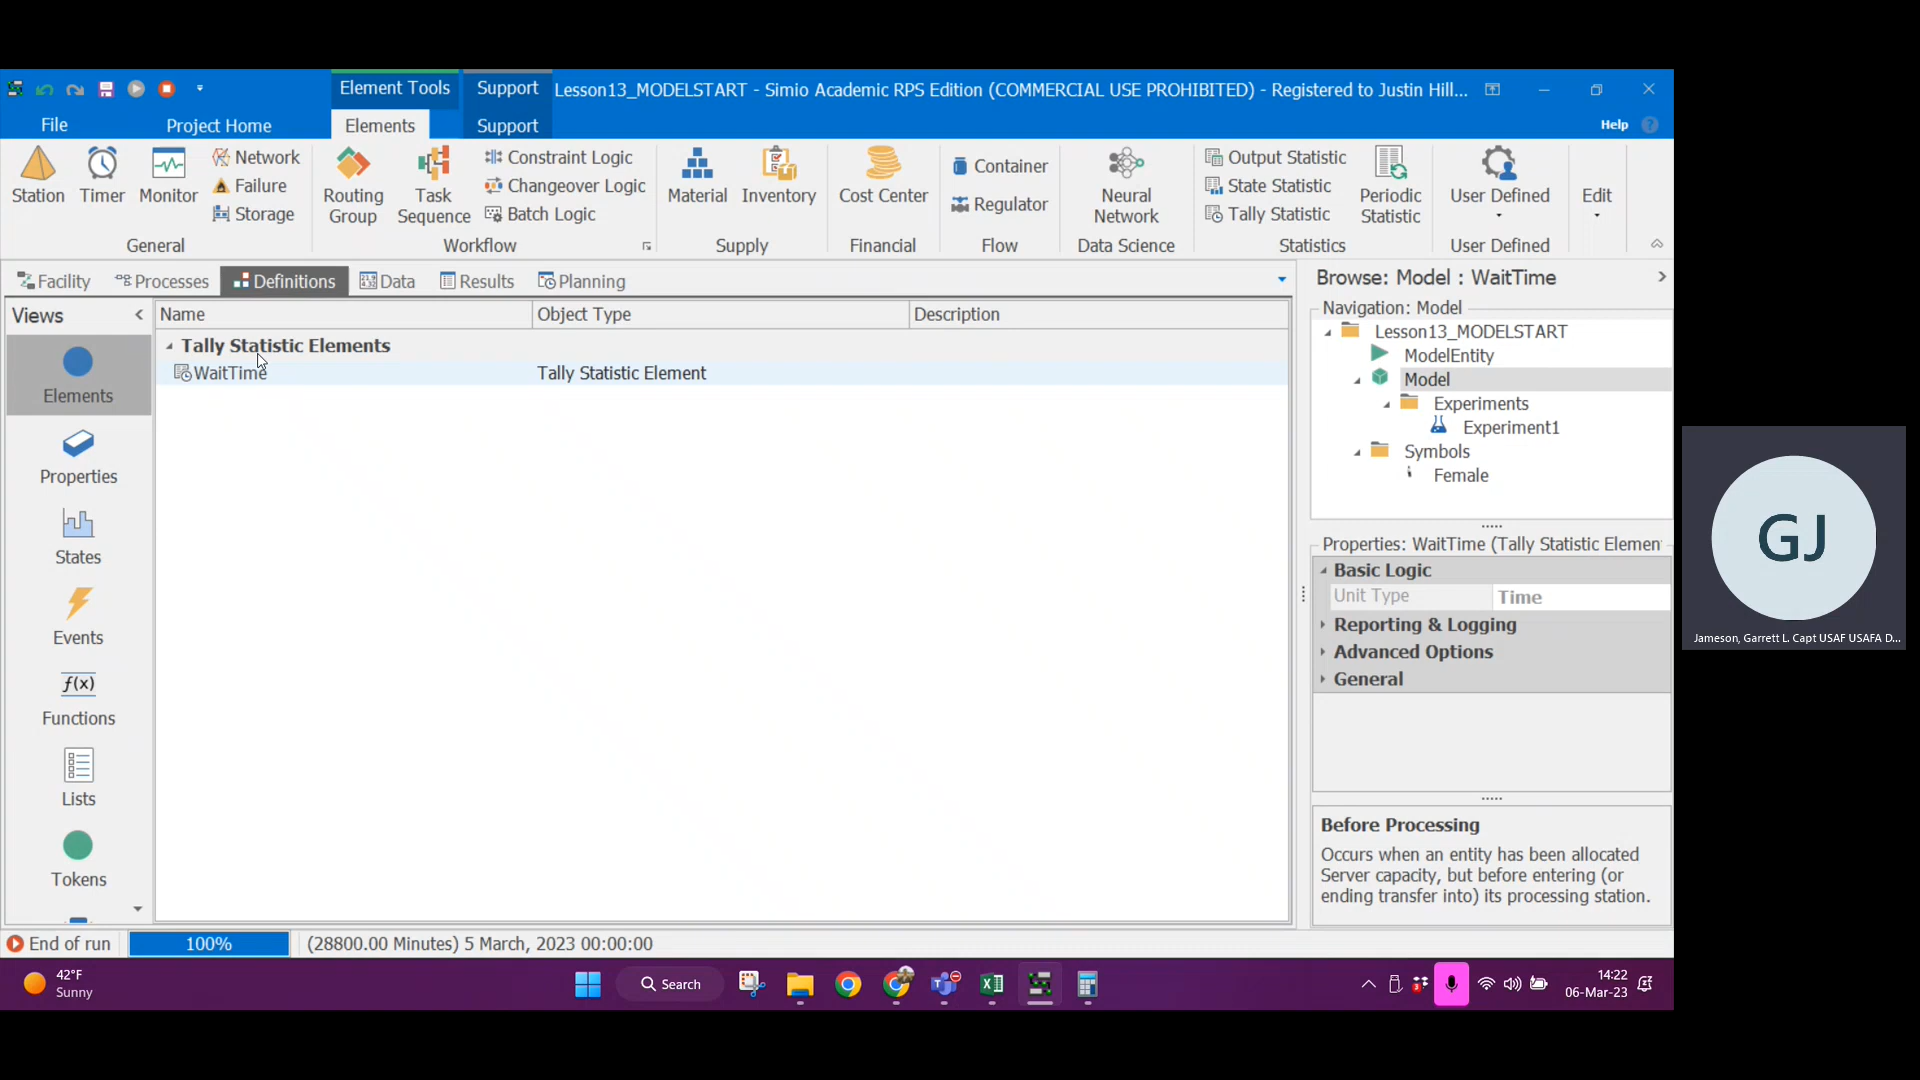 Element Tools
Support
Lesson13_MODELSTART - Simio Academic RPS Edition (COMMERCIAL USE PROHIBITED) - Registered to Justin Hill...
File
Project Home
Elements
Support
Help
Station
Timer
Monitor
Network
Failure
Storage
General
Routing Group
Task Sequence
Constraint Logic
Changeover Logic
Batch Logic
Workflow
Material
Inventory
Supply
Cost Center
Financial
Container
Regulator
Flow
Neural Network
Data Science
Output Statistic
State Statistic
Tally Statistic
Periodic Statistic
Statistics
User Defined
User Defined
Edit
Facility
Processes
Definitions
Data
Results
Planning
Views
Elements
Properties
States
Events
f(x)
Functions
Lists
Tokens
Name
Object Type
Description
Tally Statistic Elements
WaitTime
Tally Statistic Element
Browse: Model : WaitTime
Navigation: Model
Lesson13_MODELSTART
ModelEntity
Model
Experiments
Experiment1
Symbols
Female
Properties: WaitTime (Tally Statistic Elemen
Basic Logic
Unit Type
Time
Reporting & Logging
Advanced Options
General
Before Processing
Occurs when an entity has been allocated
Server capacity, but before entering (or
ending transfer into) its processing station.
End of run
100%
(28800.00 Minutes) 5 March, 2023 00:00:00
42°F
Sunny
Search
14:22
06-Mar-23
GJ
Jameson, Garrett L. Capt USAF USAFA D...